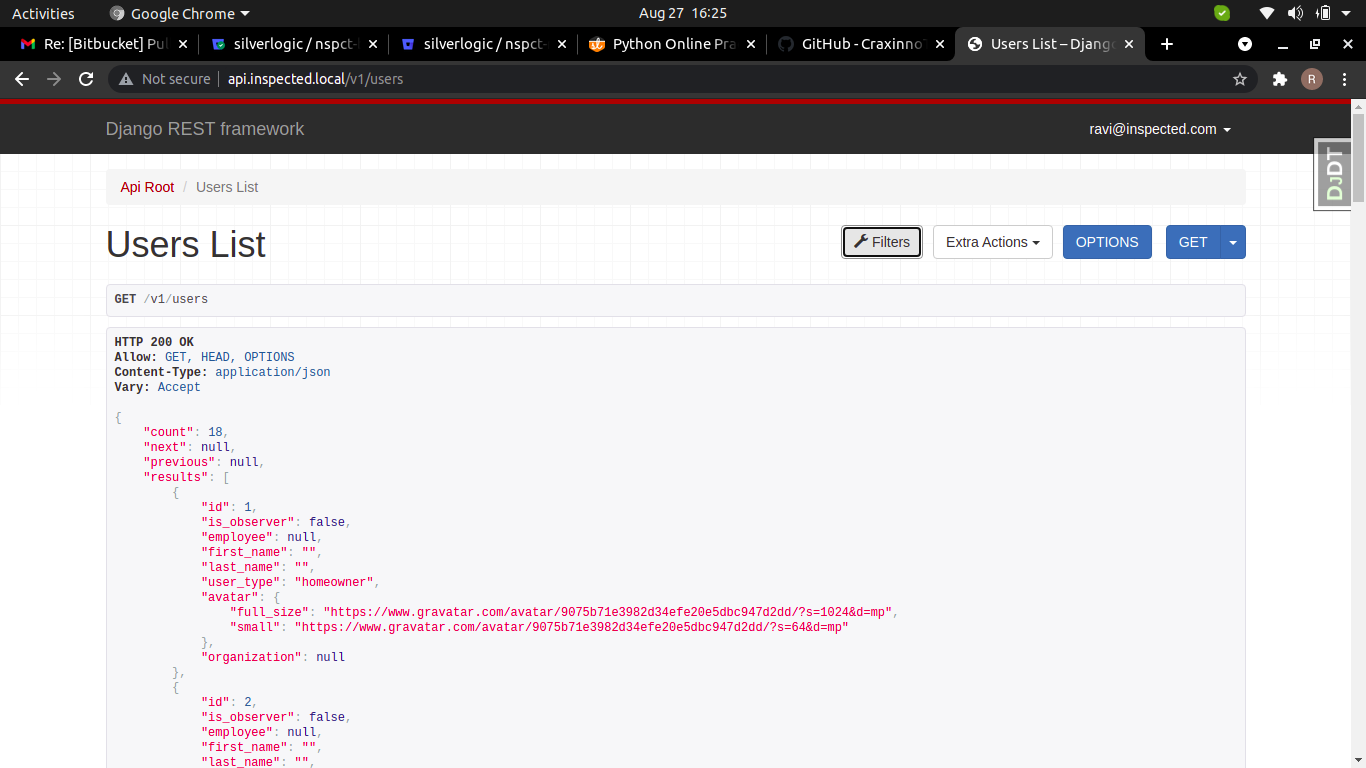 Activities Google Chrome Aug 27 16:25
Re: [Bitbucket] Pul silverlogic / nspct- silverlogic / nspct- Python Online Pra GitHub - Craxinno Users List – Django
Not secure api.inspected.local/v1/users R
Django REST framework ravi@inspected.com
DJDT
Api Root / Users List
Users List Filters Extra Actions OPTIONS GET
GET /v1/users
HTTP 200 OK
Allow: GET, HEAD, OPTIONS
Content-Type: application/json
Vary: Accept
{
"count": 18,
"next": null,
"previous": null,
"results": [
{
"id": 1,
"is_observer": false,
"employee": null,
"first_name": "",
"last_name": "",
"user_type": "homeowner",
"avatar": {
"full_size": "https://www.gravatar.com/avatar/9075b71e3982d34efe20e5dbc947d2dd/?s=1024&d=mp",
"small": "https://www.gravatar.com/avatar/9075b71e3982d34efe20e5dbc947d2dd/?s=64&d=mp"
},
"organization": null
},
{
"id": 2,
"is_observer": false,
"employee": null,
"first_name": "",
"last_name": "",